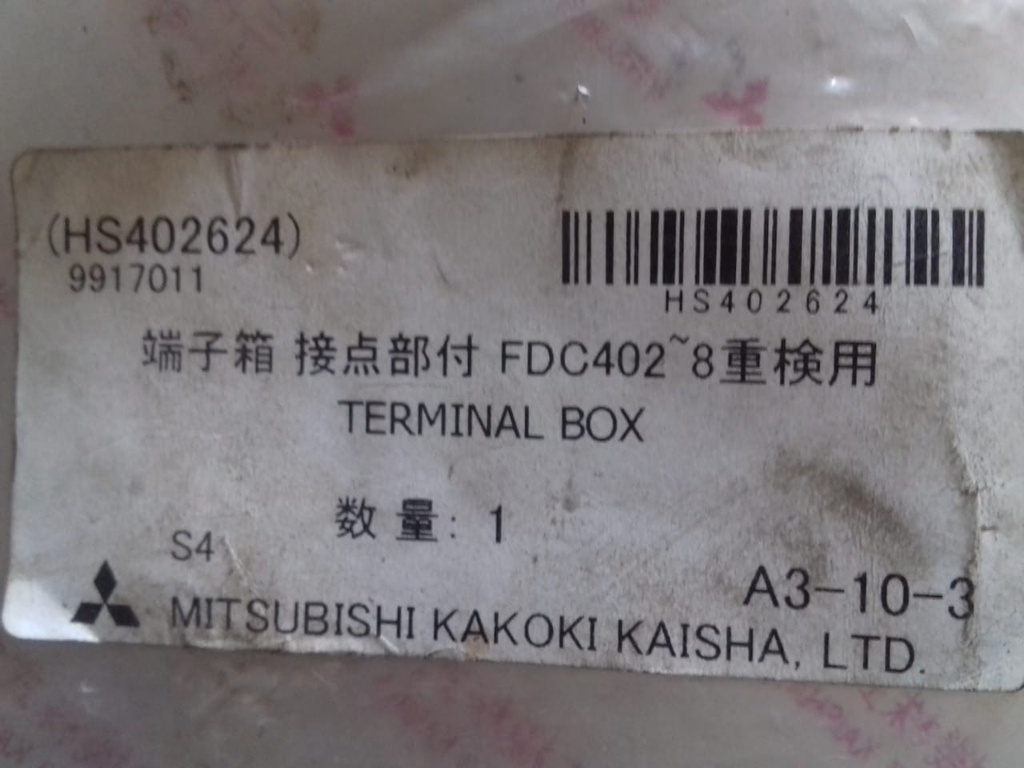 (HS402624)
9917011
HS402624
端子箱 接点部付 FDC402~8重検用
TERMINAL BOX
数 量: 1
S4
A3-10-3
MITSUBISHI KAKOKI KAISHA, LTD.